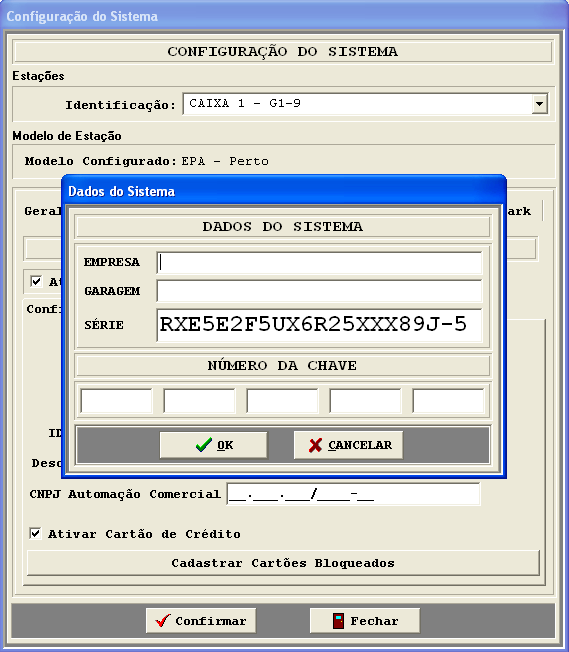 Configuração do Sistema
CONFIGURAÇÃO DO SISTEMA
Estações
Identificação: CAIXA 1 - G1-9
Modelo de Estação
Modelo Configurado: EPA - Perto
Dados do Sistema
Geral
ark
DADOS DO SISTEMA
EMPRESA
GARAGEM
At
Confi
SÉRIE RXE5E2F5UX6R25XXX89J-5
NÚMERO DA CHAVE
ID
OK CANCELAR
Desc
CNPJ Automação Comercial __.___.___/____-__
Ativar Cartão de Crédito
Cadastrar Cartões Bloqueados
Confirmar Fechar